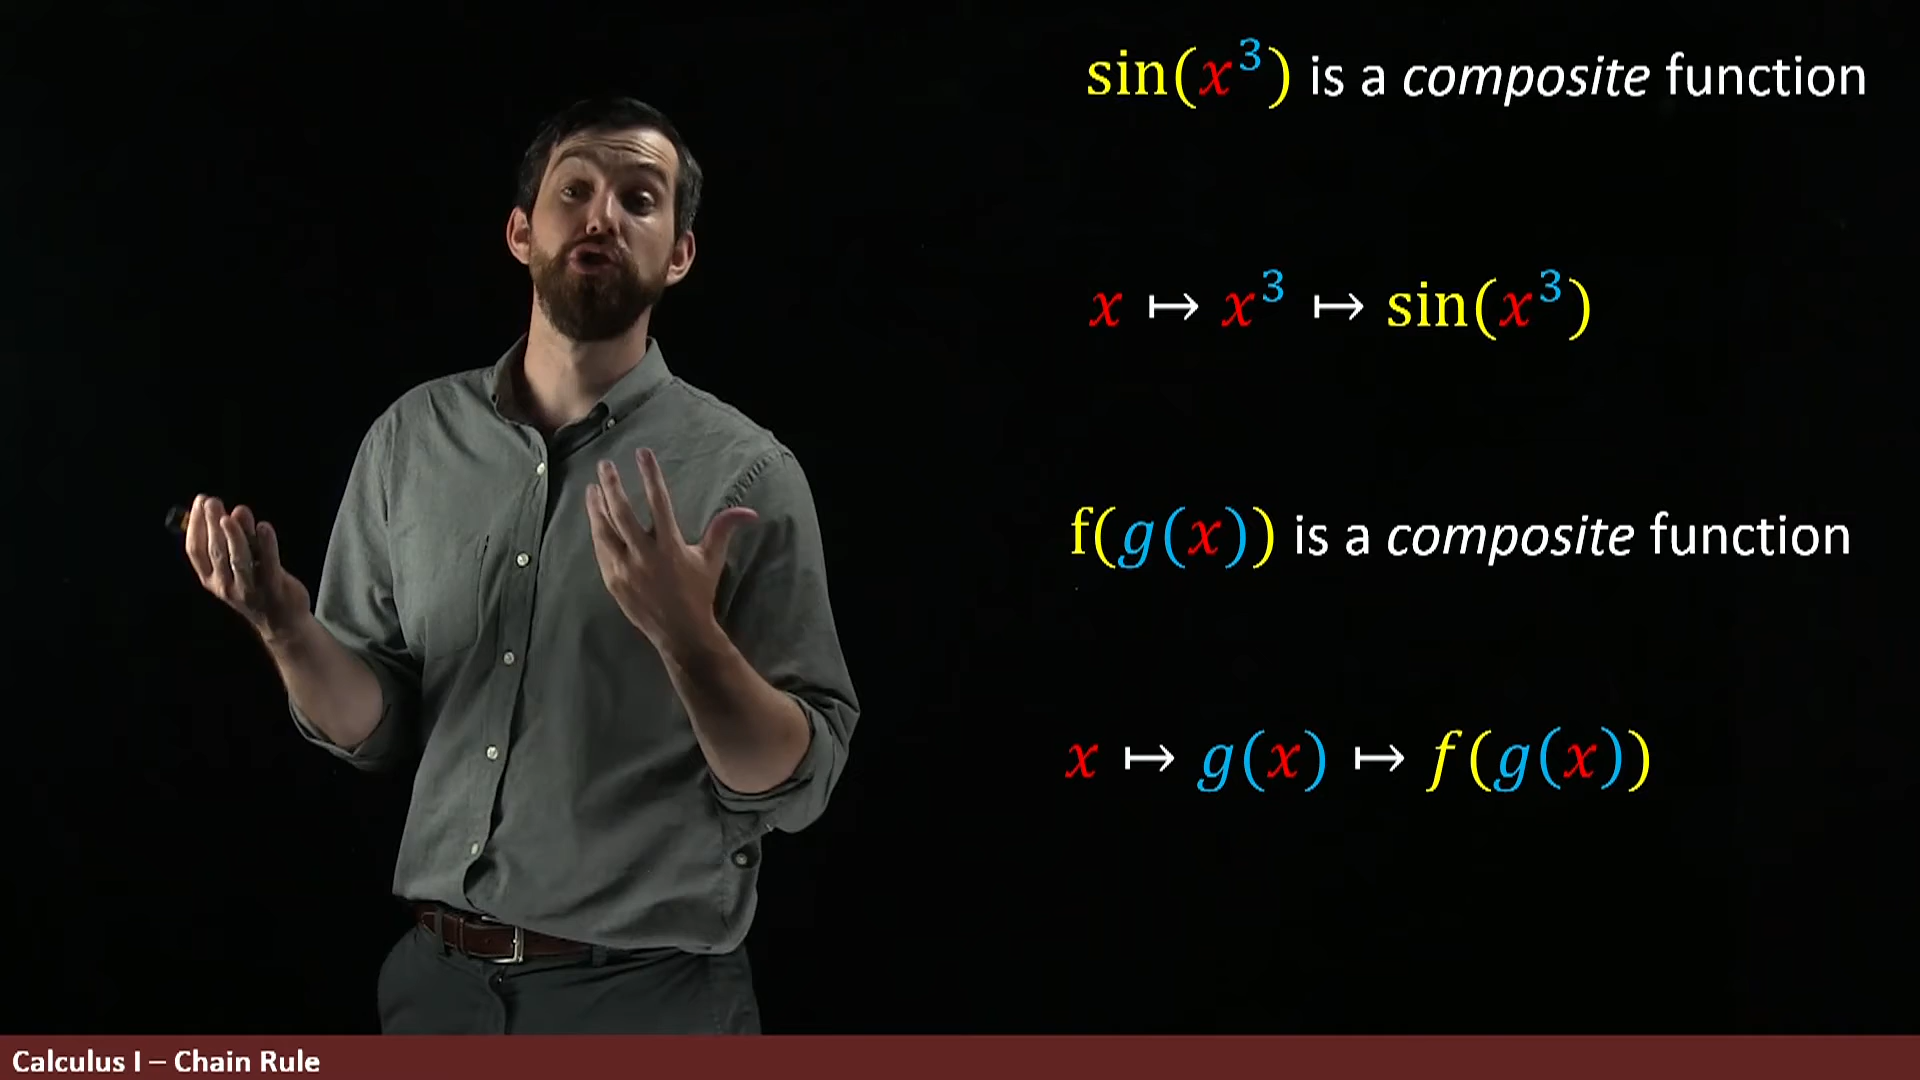 sin(x³) is a composite function
x ↦ x³ ↦ sin(x³)
f(g(x)) is a composite function
x ↦ g(x) ↦ f(g(x))
Calculus I – Chain Rule